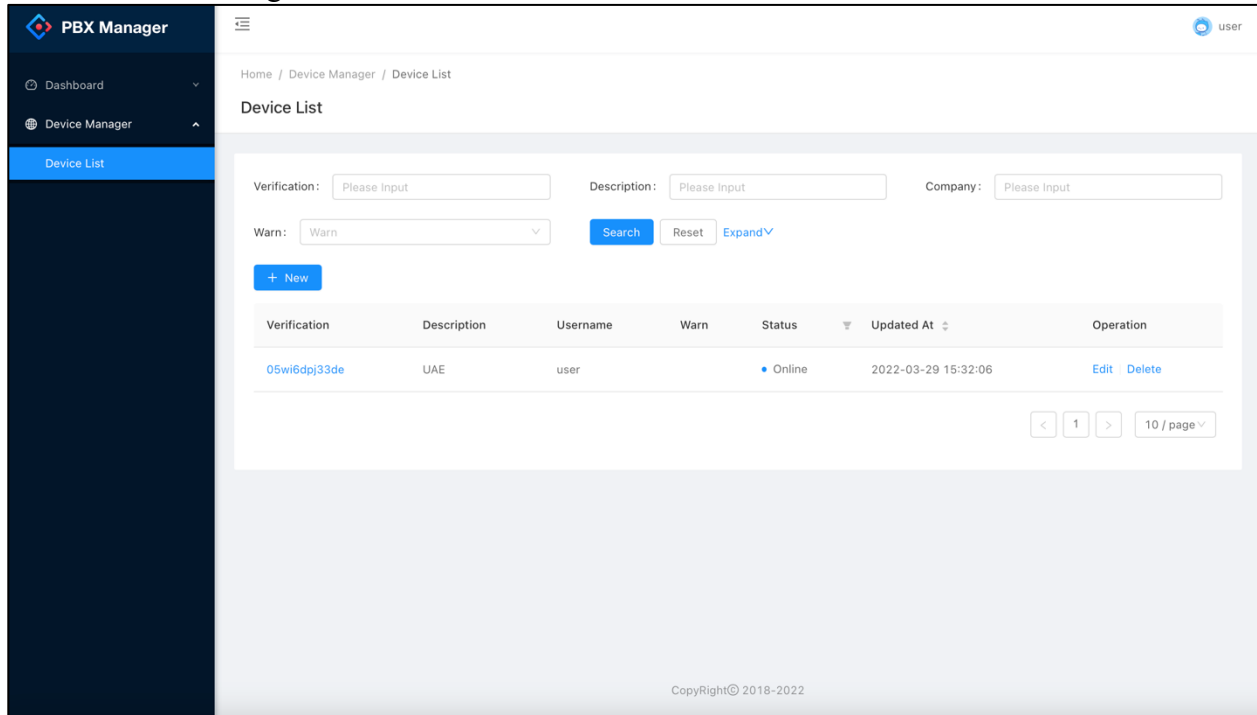 PBX Manager
user
Dashboard
Device Manager
Device List
Home / Device Manager / Device List
Device List
Verification: Please Input Description: Please Input Company: Please Input
Warn: Warn Search Reset Expand
+ New
Verification Description Username Warn Status Updated At Operation
05wi6dpj33de UAE user Online 2022-03-29 15:32:06 Edit Delete
< 1 > 10 / page
CopyRight© 2018-2022